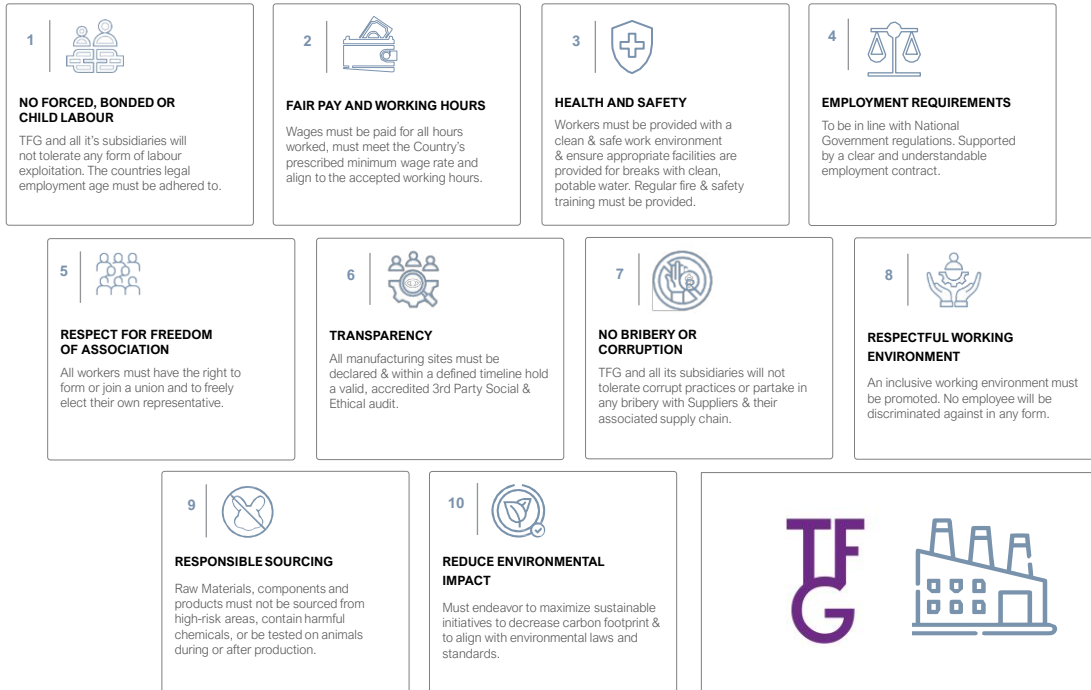 1
NO FORCED, BONDED OR
CHILD LABOUR
TFG and all it's subsidiaries will
not tolerate any form of labour
exploitation. The countries legal
employment age must be adhered to.
2
FAIR PAY AND WORKING HOURS
Wages must be paid for all hours
worked, must meet the Country's
prescribed minimum wage rate and
align to the accepted working hours.
3
HEALTH AND SAFETY
Workers must be provided with a
clean & safe work environment
& ensure appropriate facilities are
provided for breaks with clean,
potable water. Regular fire & safety
training must be provided.
4
EMPLOYMENT REQUIREMENTS
To be in line with National
Government regulations. Supported
by a clear and understandable
employment contract.
5
RESPECT FOR FREEDOM
OF ASSOCIATION
All workers must have the right to
form or join a union and to freely
elect their own representative.
6
TRANSPARENCY
All manufacturing sites must be
declared & within a defined timeline hold
a valid, accredited 3rd Party Social &
Ethical audit.
7
NO BRIBERY OR
CORRUPTION
TFG and all its subsidiaries will not
tolerate corrupt practices or partake in
any bribery with Suppliers & their
associated supply chain.
8
RESPECTFUL WORKING
ENVIRONMENT
An inclusive working environment must
be promoted. No employee will be
discriminated against in any form.
9
RESPONSIBLE SOURCING
Raw Materials, components and
products must not be sourced from
high-risk areas, contain harmful
chemicals, or be tested on animals
during or after production.
10
REDUCE ENVIRONMENTAL
IMPACT
Must endeavor to maximize sustainable
initiatives to decrease carbon footprint &
to align with environmental laws and
standards.
TF
G